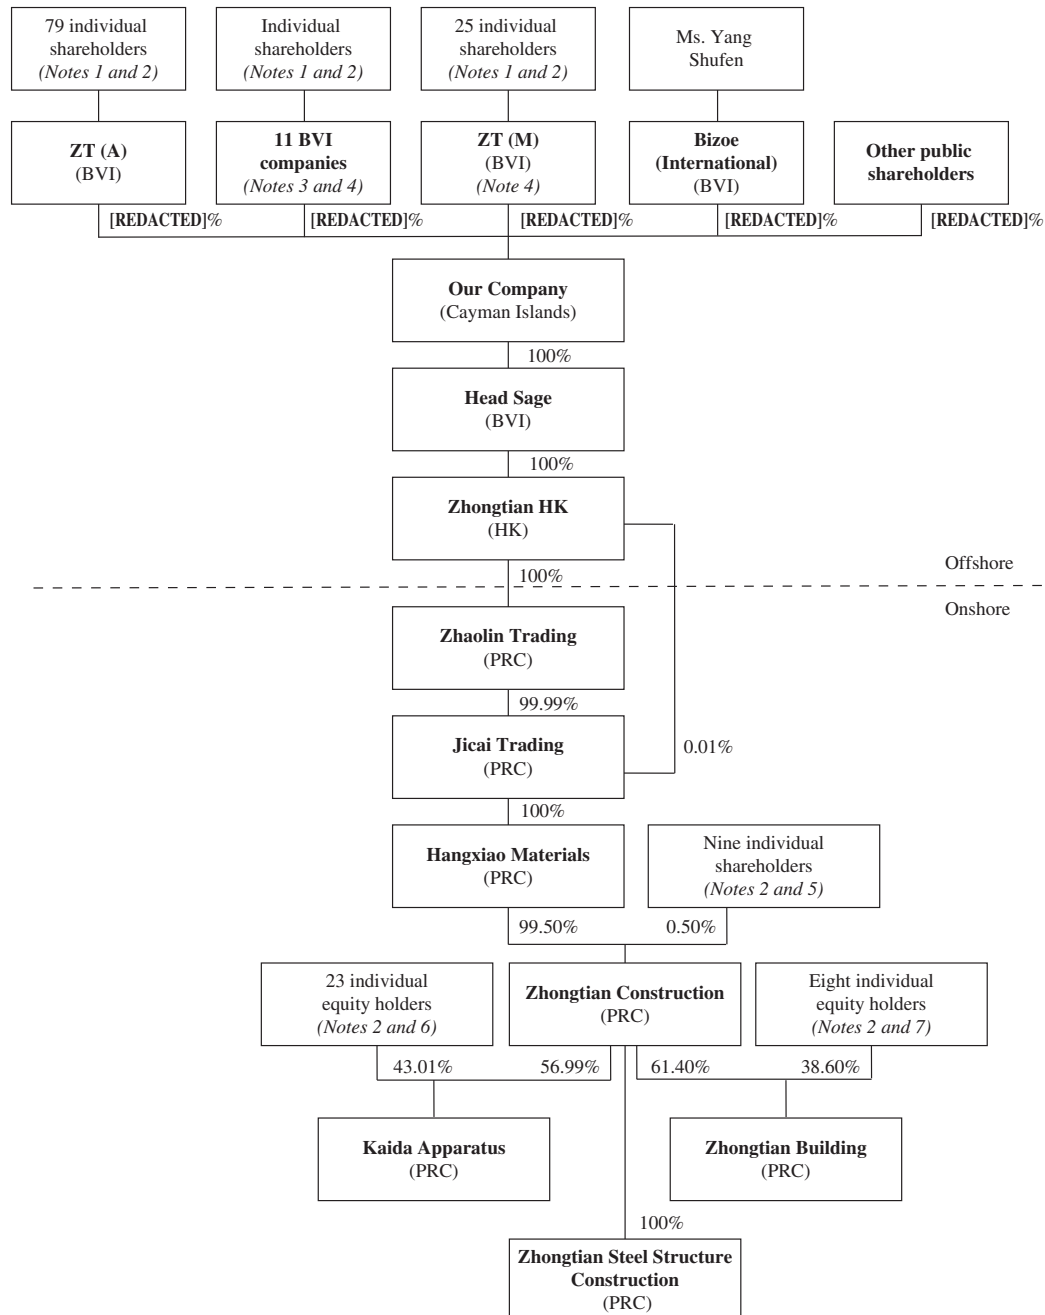 79 individual
shareholders
(Notes 1 and 2)
Individual
shareholders
(Notes 1 and 2)
25 individual
shareholders
(Notes 1 and 2)
Ms. Yang
Shufen
ZT (A)
(BVI)
11 BVI
companies
(Notes 3 and 4)
ZT (M)
(BVI)
(Note 4)
Bizoe
(International)
(BVI)
Other public
shareholders
[REDACTED]%
[REDACTED]%
[REDACTED]%
[REDACTED]%
[REDACTED]%
Our Company
(Cayman Islands)
100%
Head Sage
(BVI)
100%
Zhongtian HK
(HK)
100%
Offshore
Onshore
Zhaolin Trading
(PRC)
99.99%
Jicai Trading
(PRC)
0.01%
100%
Hangxiao Materials
(PRC)
Nine individual
shareholders
(Notes 2 and 5)
99.50%
0.50%
23 individual
equity holders
(Notes 2 and 6)
Zhongtian Construction
(PRC)
Eight individual
equity holders
(Notes 2 and 7)
43.01%
56.99%
61.40%
38.60%
Kaida Apparatus
(PRC)
Zhongtian Building
(PRC)
100%
Zhongtian Steel Structure
Construction
(PRC)